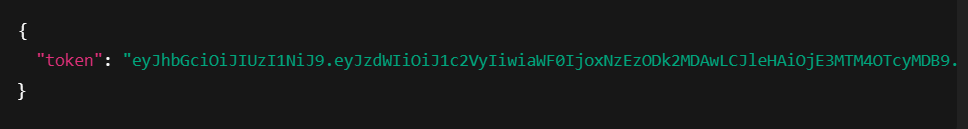 {
"token": "eyJhbGciOiJIUzI1NiJ9.eyJzdWIiOiJ1c2VyIiwiaWF0IjoxNzEzODk2MDAwLCJleHAiOjE3MTM4OTcyMDB9.
}